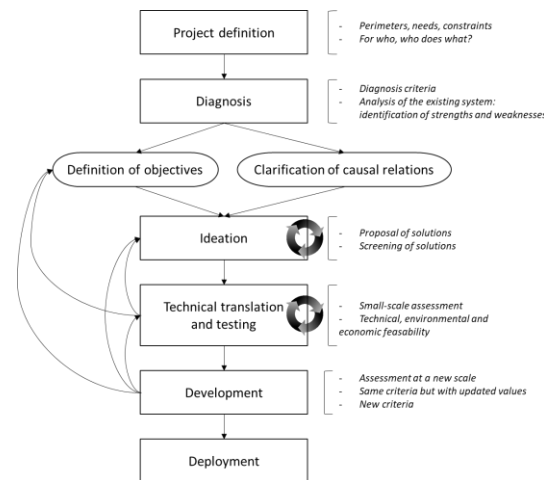 Project definition
- Perimeters, needs, constraints
- For who, who does what?
Diagnosis
- Diagnosis criteria
- Analysis of the existing system:
identification of strengths and weaknesses
Definition of objectives
Clarification of causal relations
Ideation
- Proposal of solutions
- Screening of solutions
Technical translation
and testing
- Small-scale assessment
- Technical, environmental and
economic feasability
Development
- Assessment at a new scale
- Same criteria but with updated values
- New criteria
Deployment